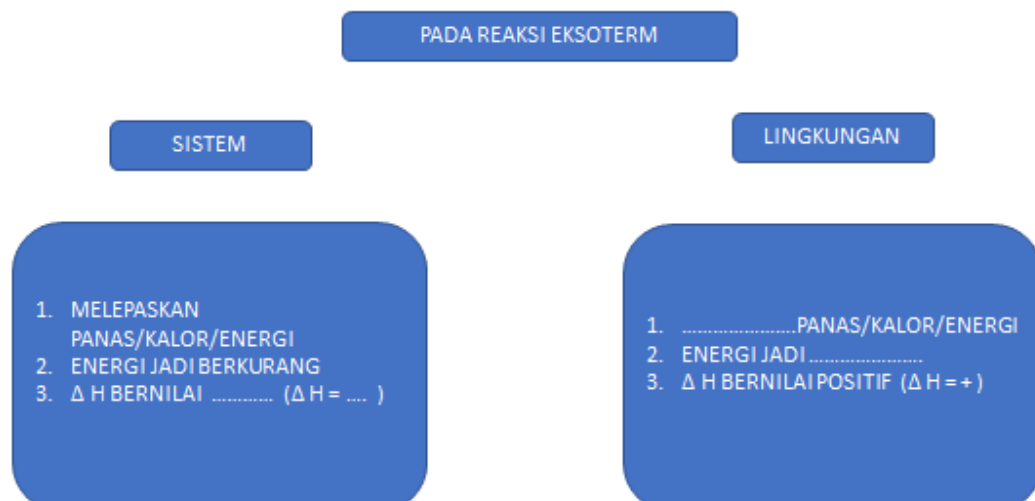 PADA REAKSI EKSOTERM
SISTEM
LINGKUNGAN
1. MELEPASKAN
PANAS/KALOR/ENERGI
2. ENERGI JADI BERKURANG
3. Δ H BERNILAI ............ (Δ H = .... )
1. ......................PANAS/KALOR/ENERGI
2. ENERGI JADI ......................
3. Δ H BERNILAI POSITIF (Δ H = + )